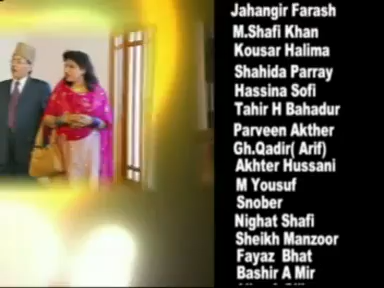 Jahangir Farash
M.Shafi Khan
Kousar Halima
Shahida Parray
Hassina Sofi
Tahir H Bahadur
Parveen Akther
Gh.Qadir( Arif)
Akhter Hussani
M Yousuf
Snober
Nighat Shafi
Sheikh Manzoor
Fayaz Bhat
Bashir A Mir